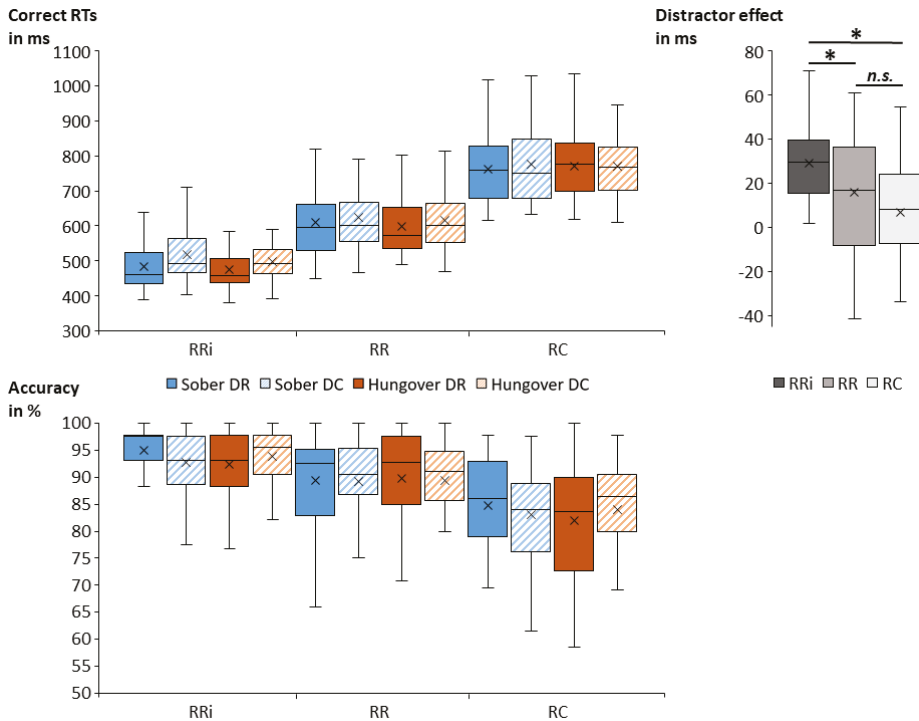 Correct RTs
in ms
1100
1000
900
800
700
600
500
400
300
RRi RR RC
Distractor effect
in ms
80
60
40
20
0
-20
-40
*
*
n.s.
RRi RR RC
Sober DR Sober DC Hungover DR Hungover DC
Accuracy
in %
100
95
90
85
80
75
70
65
60
55
50
RRi RR RC